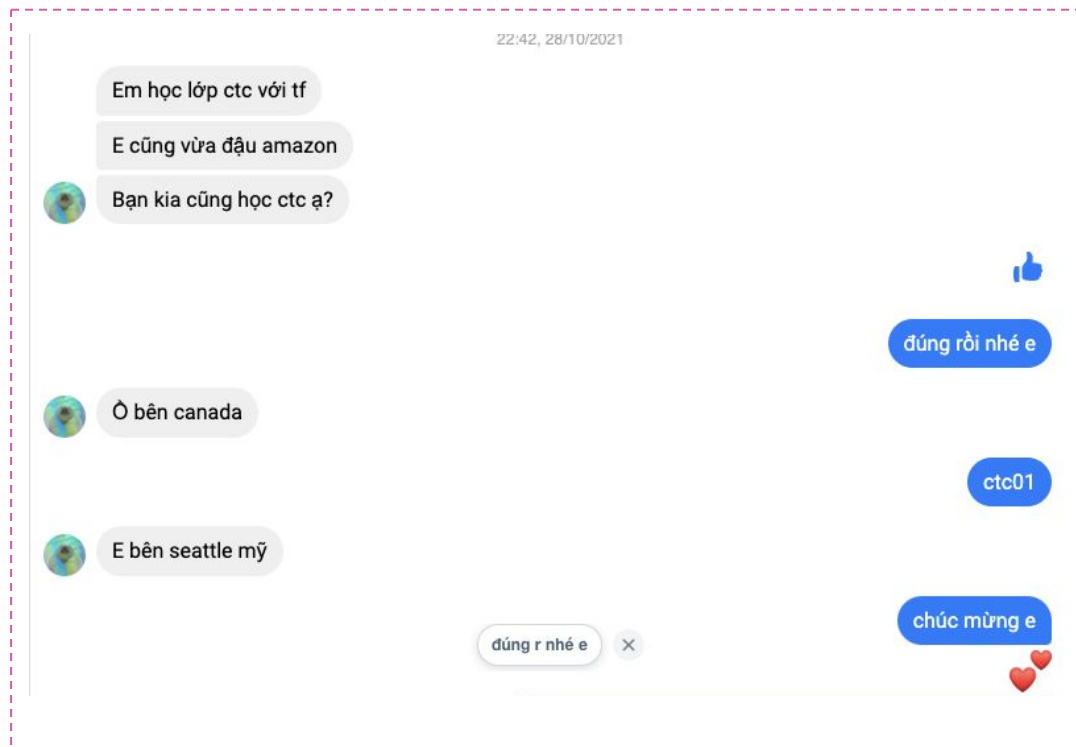 22:42, 28/10/2021
Em học lớp ctc với tf
E cũng vừa đậu amazon
Bạn kia cũng học ctc ạ?
đúng rồi nhé e
Ồ bên canada
ctc01
E bên seattle mỹ
chúc mừng e
đúng r nhé e